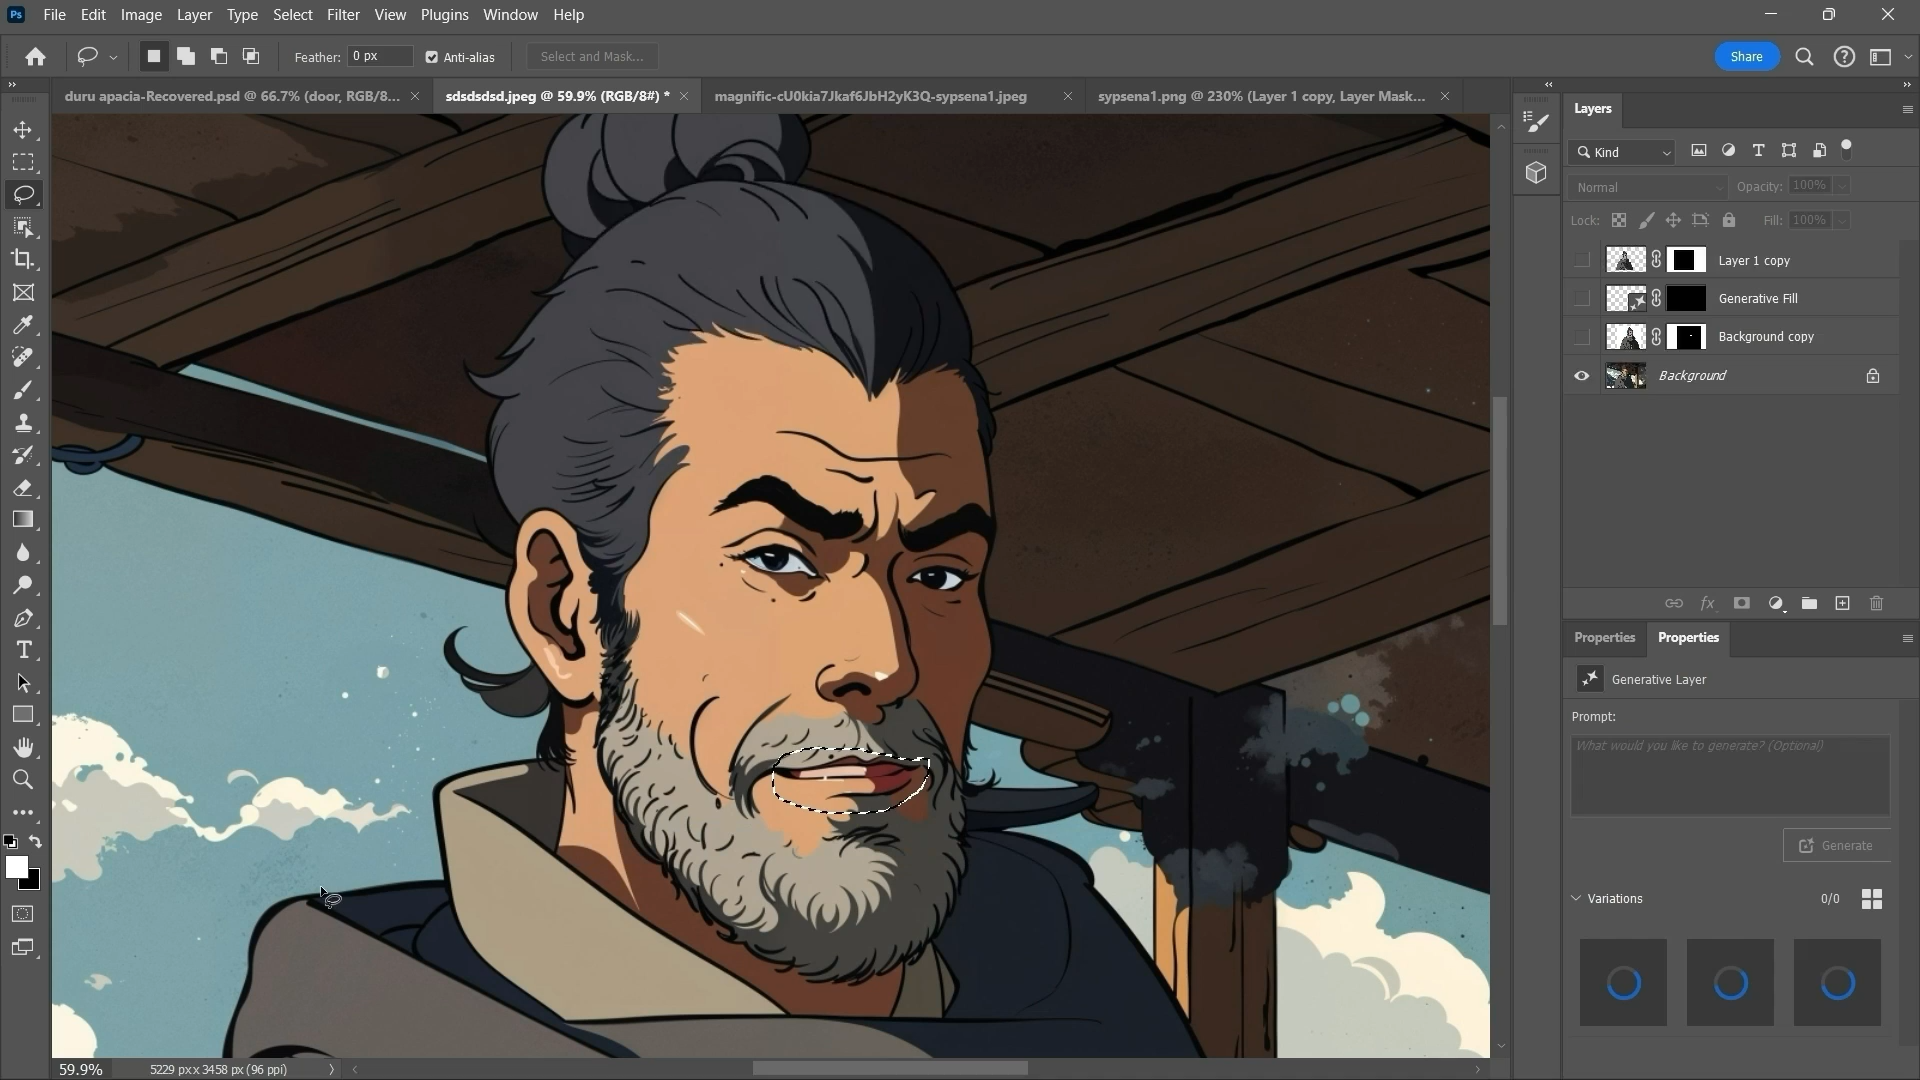 Ps File Edit Image Layer Type Select Filter View Plugins Window Help
Feather: 0 px Anti-alias Select and Mask... Share
duru apacia-Recovered.psd @ 66.7% (door, RGB/8... sdsdsdsd.jpeg @ 59.9% (RGB/8#) * magnific-cU0kia7Jkaf6JbH2yK3Q-sypsena1.jpeg sypsena1.png @ 230% (Layer 1 copy, Layer Mask...
Layers
Kind
Normal Opacity: 100%
Lock: Fill: 100%
Layer 1 copy
Generative Fill
Background copy
Background
fx
Properties Properties
Generative Layer
Prompt:
What would you like to generate? (Optional)
Generate
Variations 0/0
59.9% 5229 px x 3458 px (96 ppi)